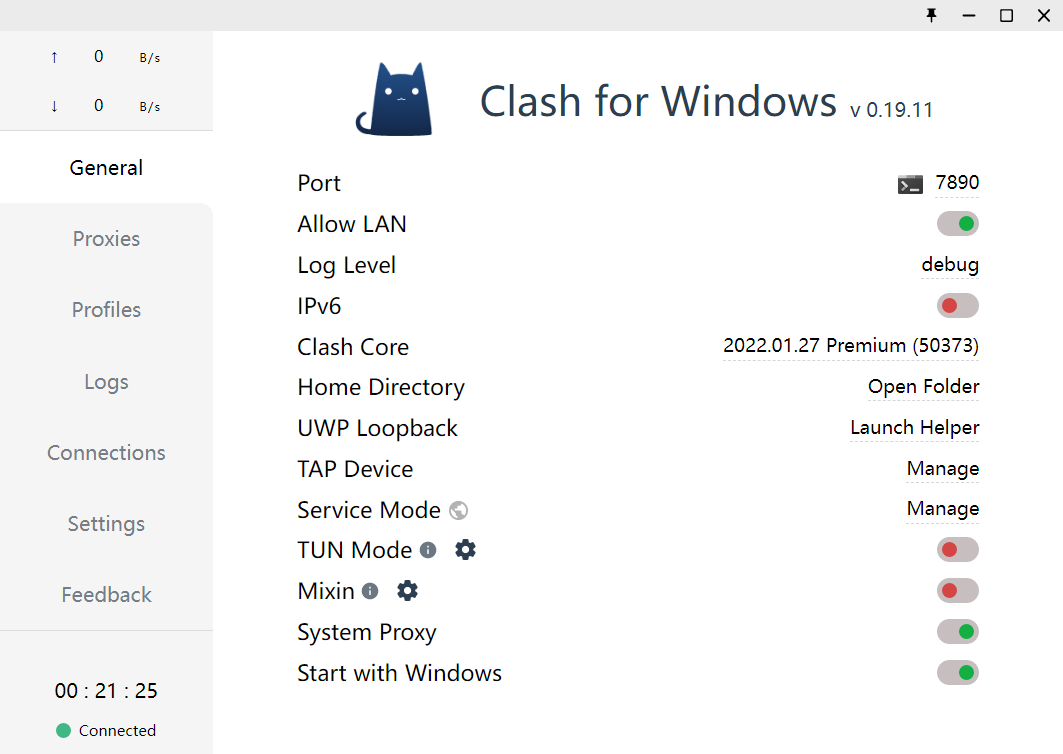 ↑ 0 B/s
↓ 0 B/s
General
Proxies
Profiles
Logs
Connections
Settings
Feedback
00 : 21 : 25
Connected
Clash for Windows v 0.19.11
Port 7890
Allow LAN
Log Level debug
IPv6
Clash Core 2022.01.27 Premium (50373)
Home Directory Open Folder
UWP Loopback Launch Helper
TAP Device Manage
Service Mode Manage
TUN Mode
Mixin
System Proxy
Start with Windows